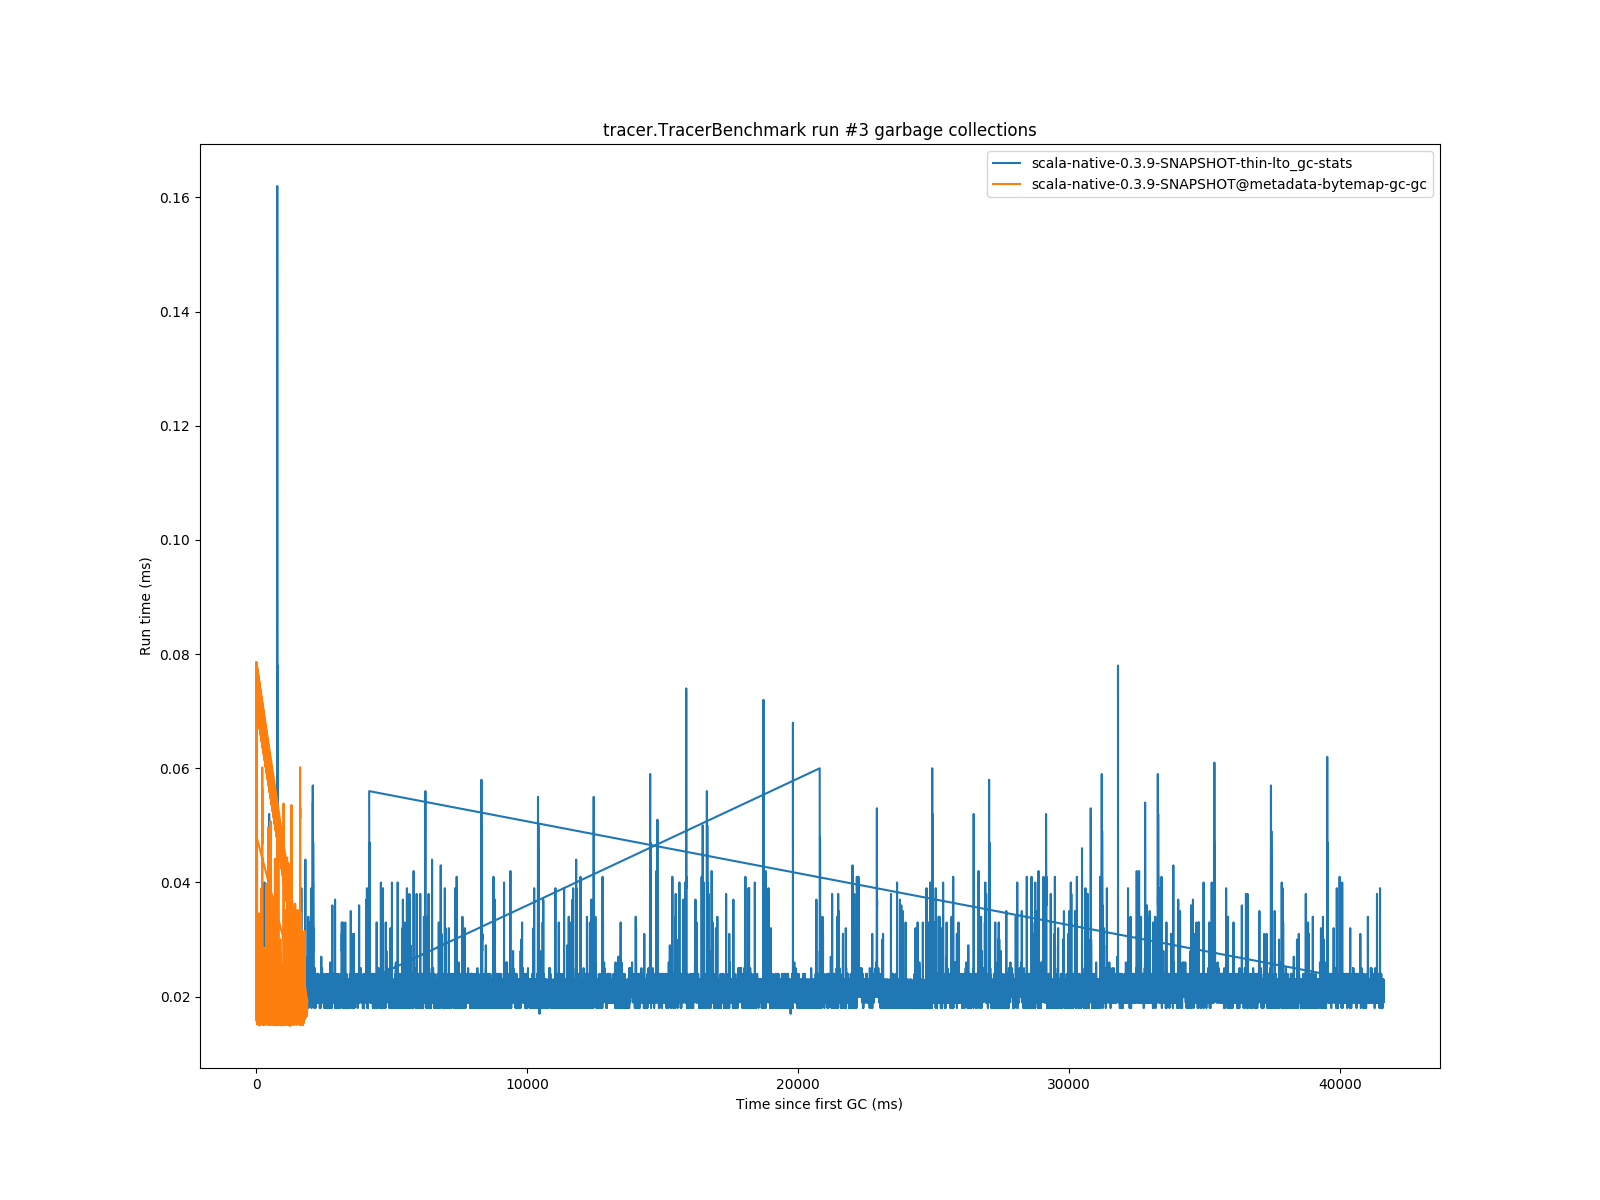 tracer.TracerBenchmark run #3 garbage collections
scala-native-0.3.9-SNAPSHOT-thin-lto_gc-stats
scala-native-0.3.9-SNAPSHOT@metadata-bytemap-gc-gc
0.16
0.14
0.12
0.10
0.08
0.06
0.04
0.02
Run time (ms)
0
10000
20000
30000
40000
Time since first GC (ms)